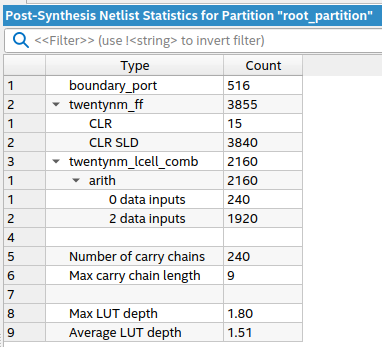 Post-Synthesis Netlist Statistics for Partition "root_partition"
<<Filter>> (use !<string> to invert filter)
Type Count
1 boundary_port 516
2 twentynm_ff 3855
1 CLR 15
2 CLR SLD 3840
3 twentynm_lcell_comb 2160
1 arith 2160
1 0 data inputs 240
2 2 data inputs 1920
4
5 Number of carry chains 240
6 Max carry chain length 9
7
8 Max LUT depth 1.80
9 Average LUT depth 1.51